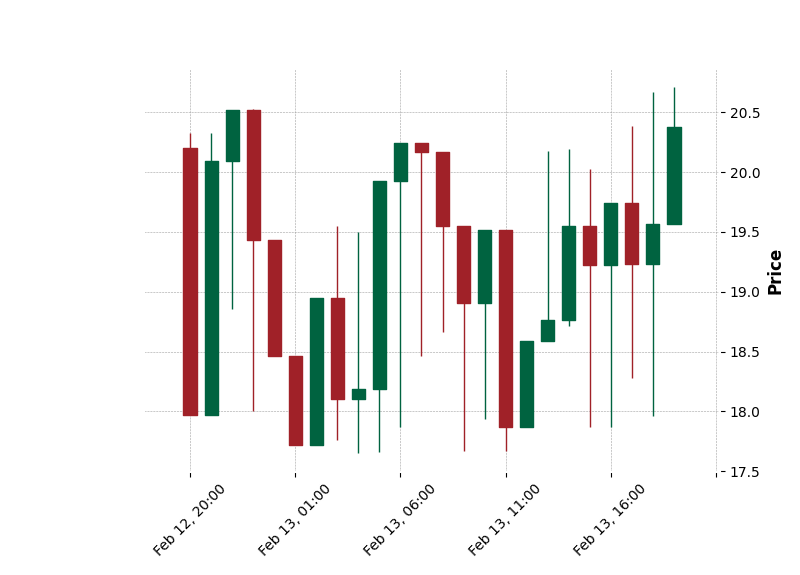 20.5
20.0
19.5
19.0
18.5
18.0
17.5
Price
Feb 12, 20:00
Feb 13, 01:00
Feb 13, 06:00
Feb 13, 11:00
Feb 13, 16:00